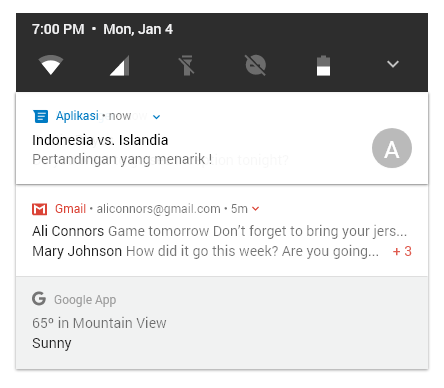 7:00 PM • Mon, Jan 4
Aplikasi • now
Indonesia vs. Islandia
Pertandingan yang menarik !
A
Gmail • aliconnors@gmail.com • 5m
Ali Connors Game tomorrow Don't forget to bring your jers...
Mary Johnson How did it go this week? Are you going... + 3
Google App
65º in Mountain View
Sunny